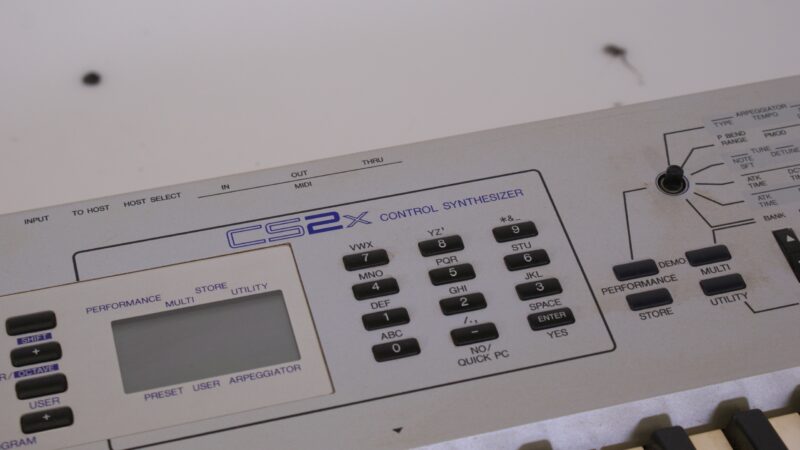 INPUT
TO HOST
HOST SELECT
IN
OUT
THRU
MIDI
CS2x CONTROL SYNTHESIZER
PERFORMANCE
STORE
MULTI
UTILITY
PRESET USER ARPEGGIATOR
SHIFT
+
OCTAVE
USER
+
VWX
7
YZ'
8
*&_
9
MNO
4
PQR
5
STU
6
DEF
1
GHI
2
JKL
3
ABC
0
/.,
–
SPACE
ENTER
NO/
QUICK PC
YES
ARPEGGIATOR
TYPE
TEMPO
P BEND
RANGE
PMOD
TUNE
NOTE
SFT
DETUNE
ATK
TIME
ATK
TIME
BANK
DEMO
PERFORMANCE
MULTI
STORE
UTILITY